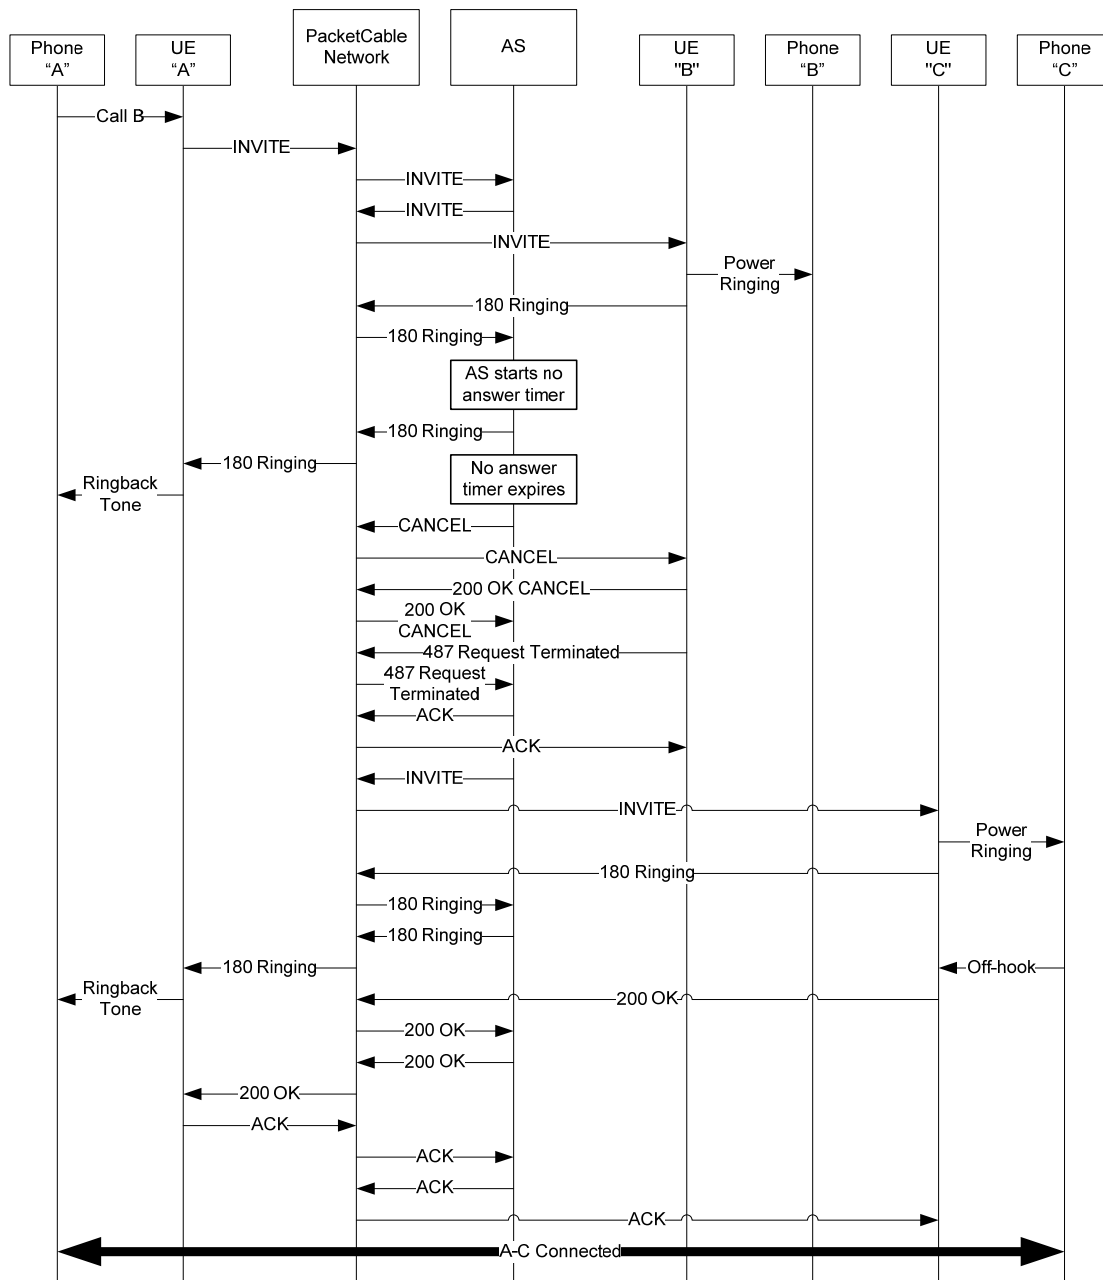 Phone
“A”
UE
“A”
PacketCable
Network
AS
UE
"B"
Phone
“B”
UE
"C"
Phone
“C”
Call B
INVITE
INVITE
INVITE
INVITE
Power
Ringing
180 Ringing
180 Ringing
AS starts no
answer timer
180 Ringing
180 Ringing
No answer
timer expires
Ringback
Tone
CANCEL
CANCEL
200 OK CANCEL
200 OK
CANCEL
487 Request Terminated
487 Request
Terminated
ACK
ACK
INVITE
INVITE
Power
Ringing
180 Ringing
180 Ringing
180 Ringing
180 Ringing
Off-hook
Ringback
Tone
200 OK
200 OK
200 OK
200 OK
ACK
ACK
ACK
ACK
A-C Connected